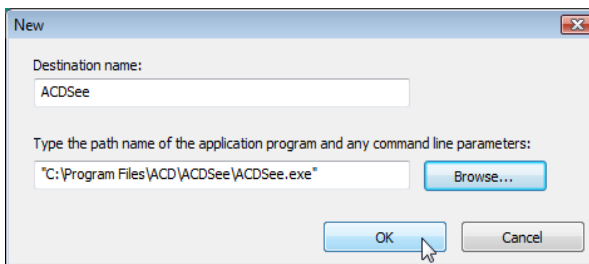 New
Destination name:
ACDSee
Type the path name of the application program and any command line parameters:
"C:\Program Files\ACD\ACDSee\ACDSee.exe"
Browse...
OK
Cancel